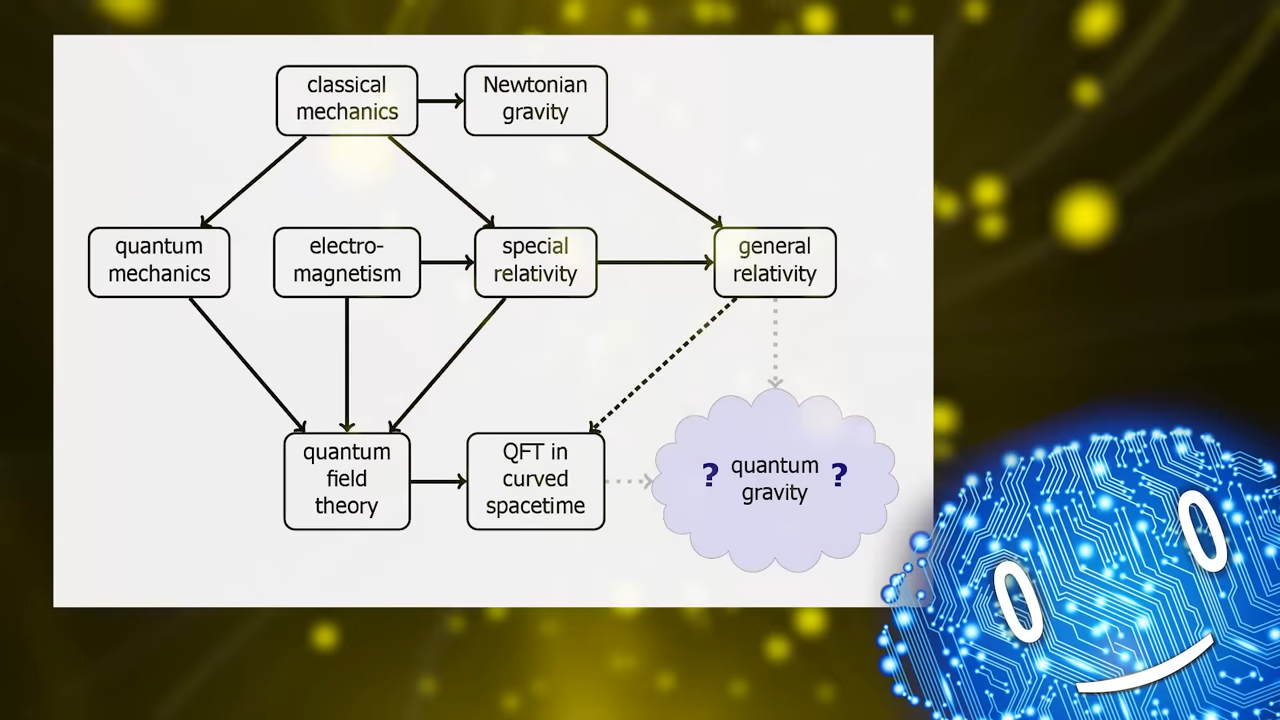 classical
mechanics
Newtonian
gravity
quantum
mechanics
electro-
magnetism
special
relativity
general
relativity
quantum
field
theory
QFT in
curved
spacetime
? quantum ?
gravity